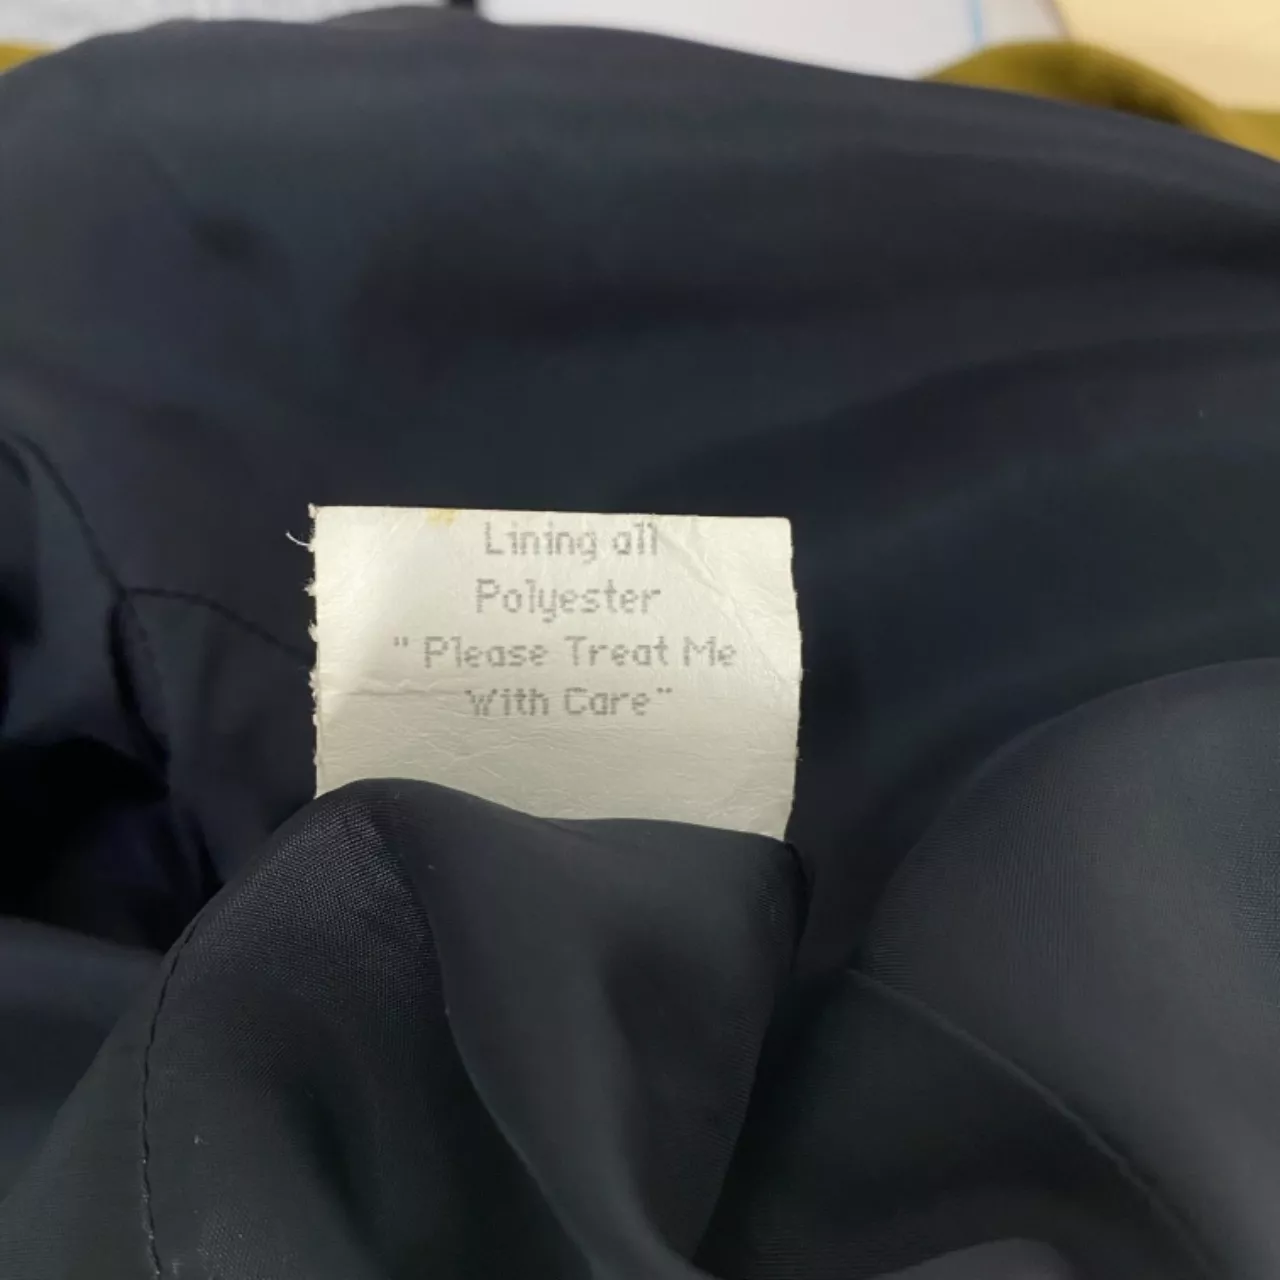 Lining all
Polyester
" Please Treat Me
With Care"